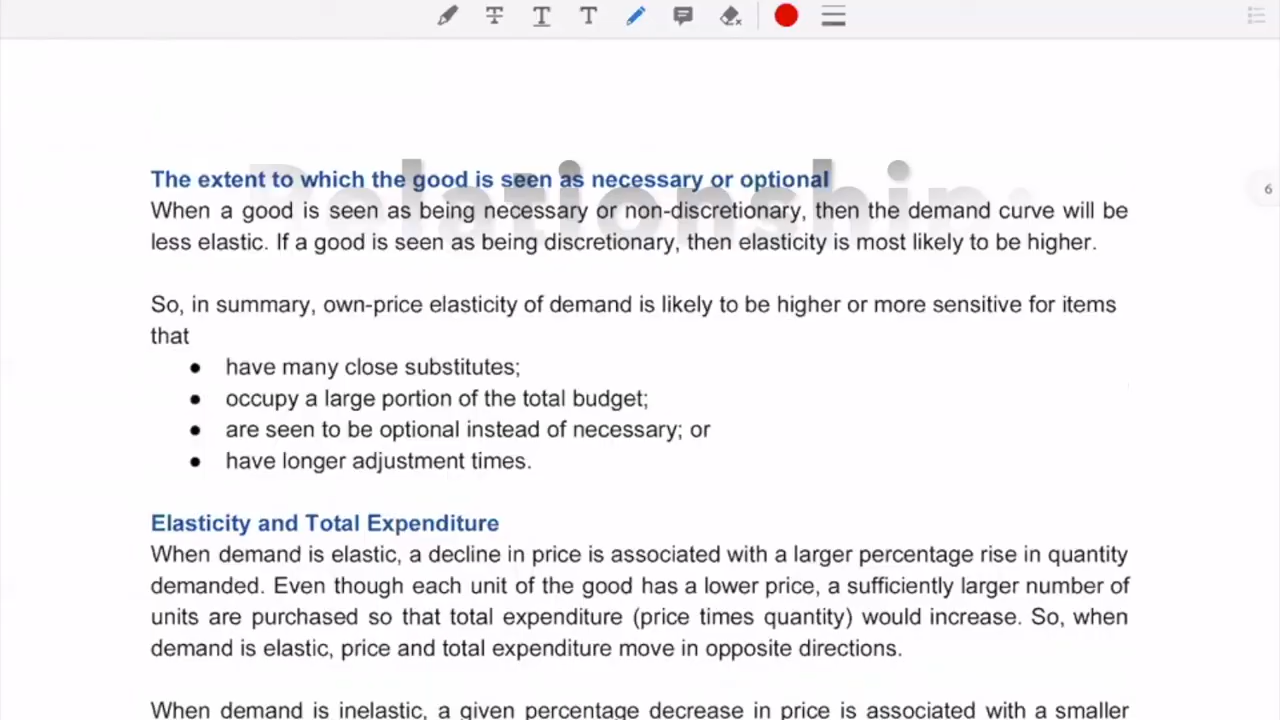 6
Relationship:
The extent to which the good is seen as necessary or optional
When a good is seen as being necessary or non-discretionary, then the demand curve will be
less elastic. If a good is seen as being discretionary, then elasticity is most likely to be higher.
So, in summary, own-price elasticity of demand is likely to be higher or more sensitive for items
that
● have many close substitutes;
● occupy a large portion of the total budget;
● are seen to be optional instead of necessary; or
● have longer adjustment times.
Elasticity and Total Expenditure
When demand is elastic, a decline in price is associated with a larger percentage rise in quantity
demanded. Even though each unit of the good has a lower price, a sufficiently larger number of
units are purchased so that total expenditure (price times quantity) would increase. So, when
demand is elastic, price and total expenditure move in opposite directions.
When demand is inelastic, a given percentage decrease in price is associated with a smaller